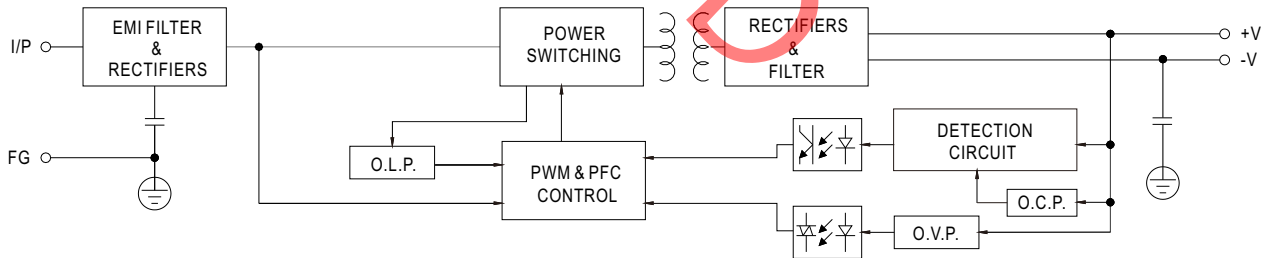 I/P
EMI FILTER
&
RECTIFIERS
POWER
SWITCHING
RECTIFIERS
&
FILTER
+V
-V
FG
O.L.P.
PWM & PFC
CONTROL
DETECTION
CIRCUIT
O.C.P.
O.V.P.